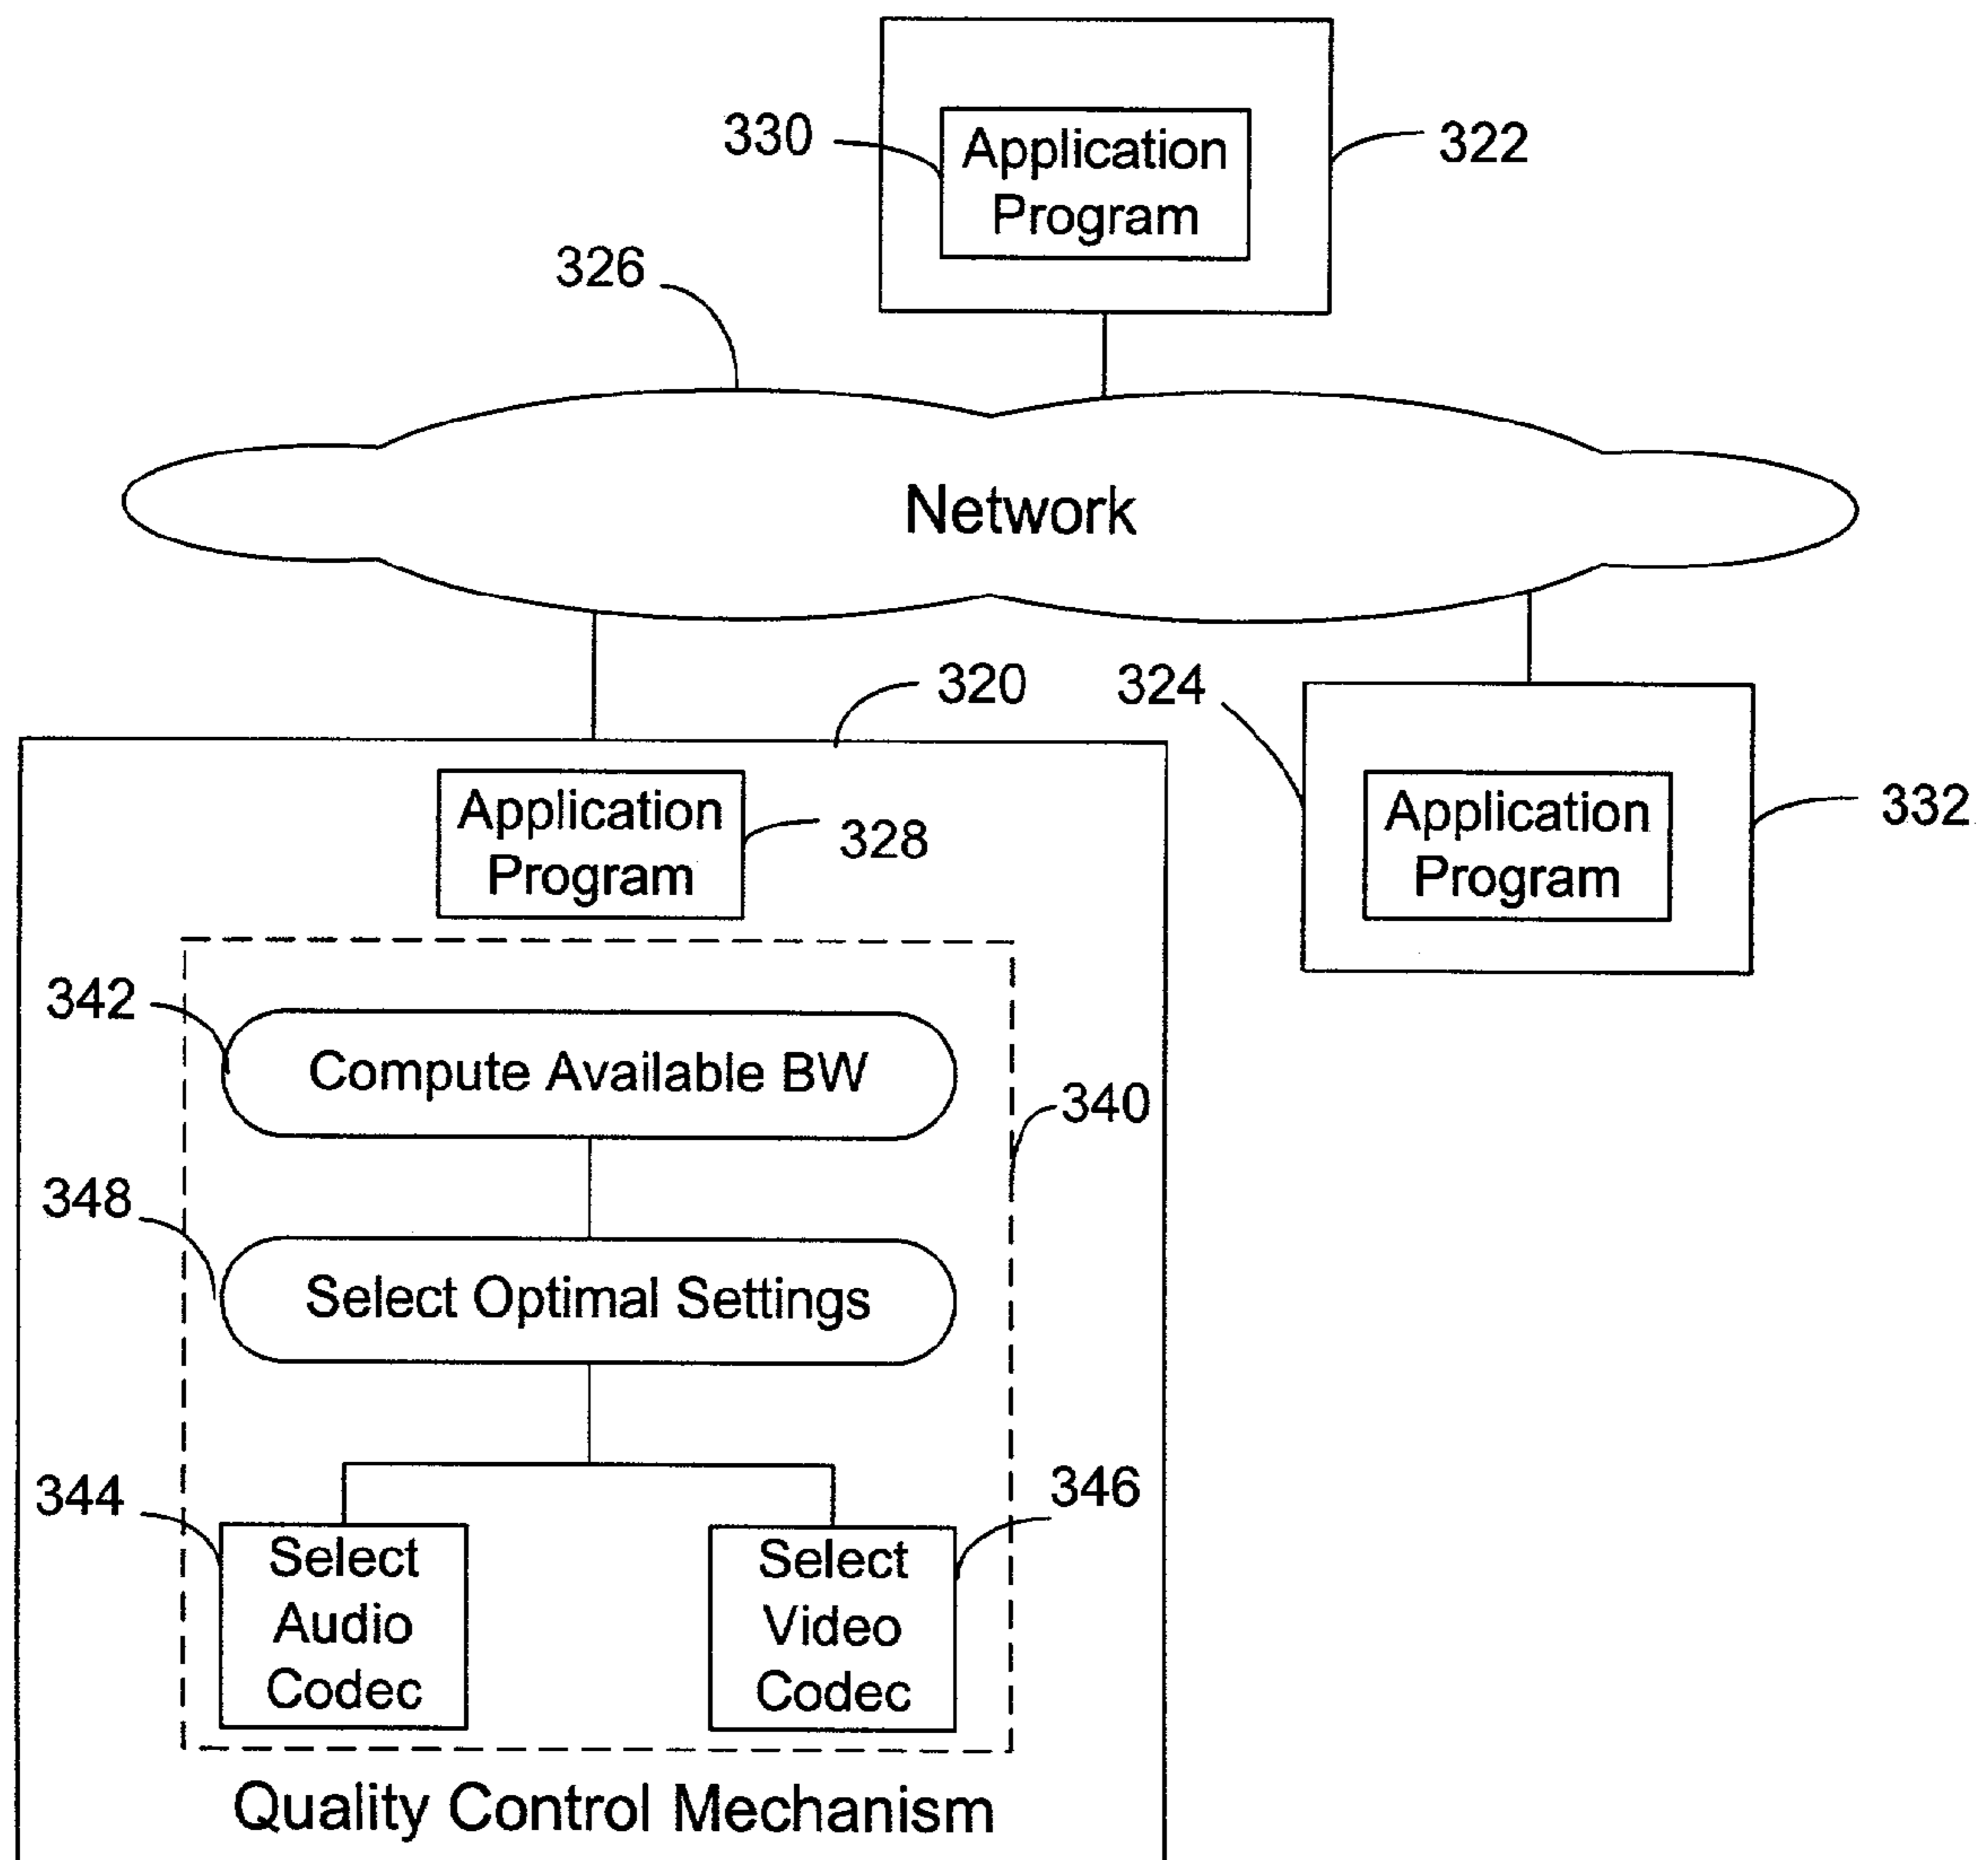 330
Application
Program
322
326
Network
320
324
Application
Program
328
Application
Program
332
342
Compute Available BW
340
348
Select Optimal Settings
344
Select
Audio
Codec
346
Select
Video
Codec
Quality Control Mechanism